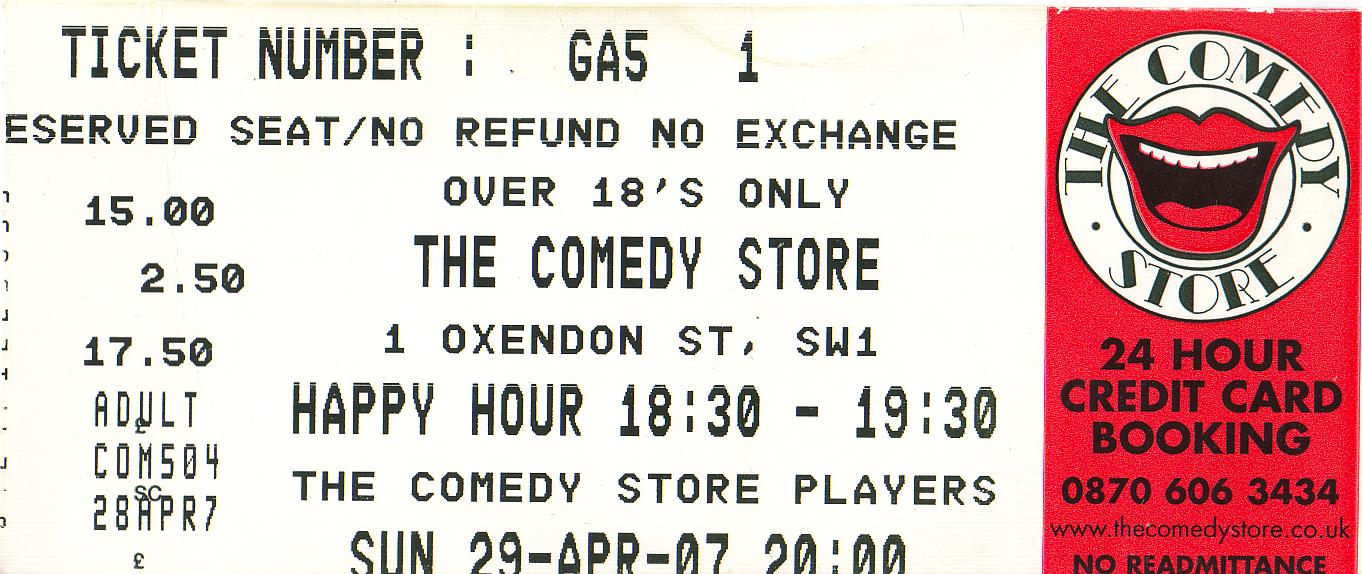 TICKET NUMBER : GA5 1
ESERVED SEAT/NO REFUND NO EXCHANGE
OVER 18'S ONLY
15.00
THE COMEDY STORE
2.50
1 OXENDON ST, SW1
17.50
HAPPY HOUR 18:30 - 19:30
ADULT
£
COM504
THE COMEDY STORE PLAYERS
SC
28APR7
SUN 29-APR-07 20:00
£
THE COMEDY
STORE
24 HOUR
CREDIT CARD
BOOKING
0870 606 3434
www.thecomedystore.co.uk
NO READMITTANCE